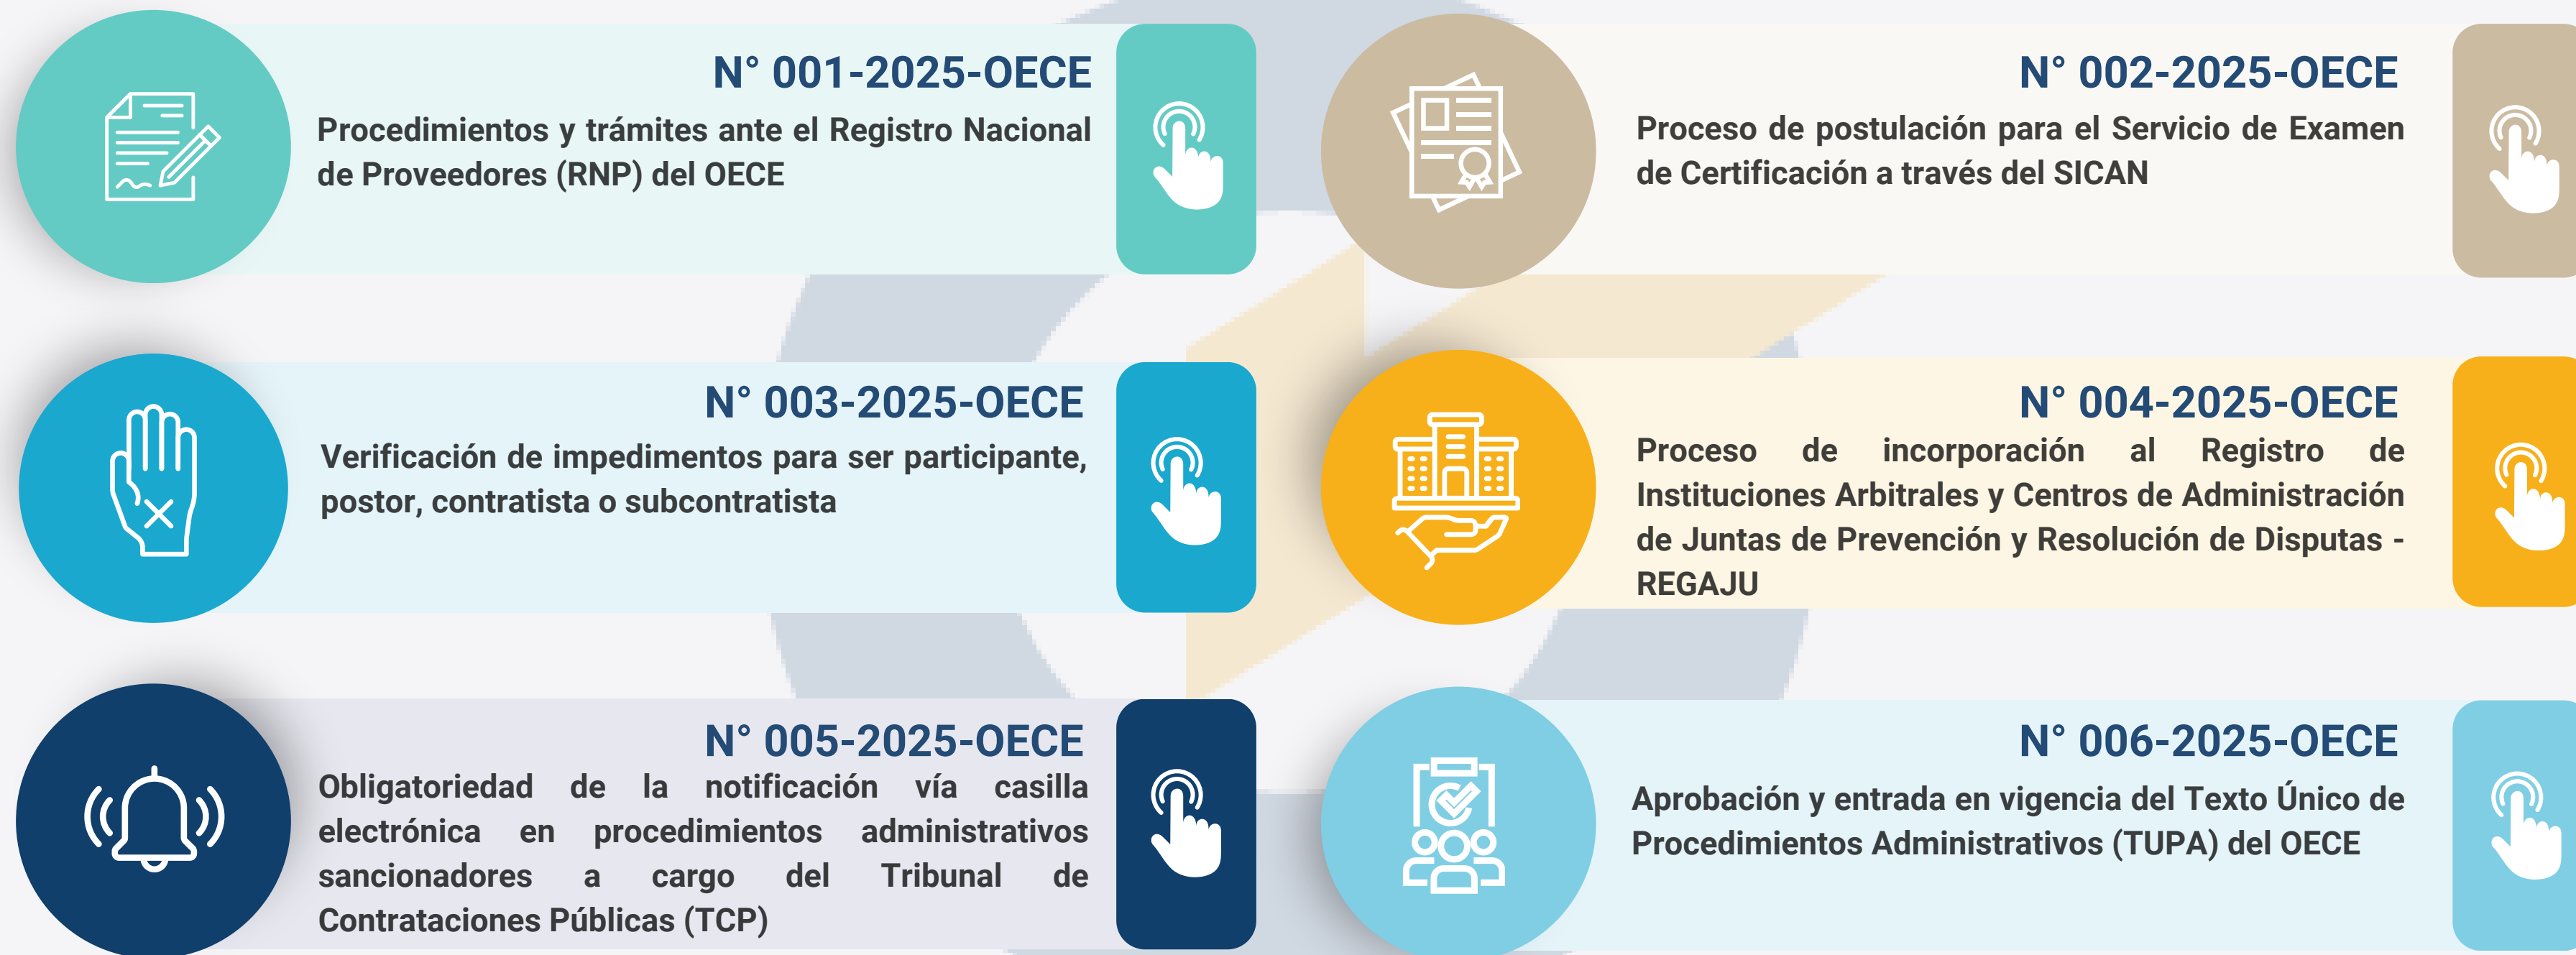 N° 001-2025-OECE
Procedimientos y trámites ante el Registro Nacional
de Proveedores (RNP) del OECE
N° 002-2025-OECE
Proceso de postulación para el Servicio de Examen
de Certificación a través del SICAN
N° 003-2025-OECE
Verificación de impedimentos para ser participante,
postor, contratista o subcontratista
N° 004-2025-OECE
Proceso de incorporación al Registro de
Instituciones Arbitrales y Centros de Administración
de Juntas de Prevención y Resolución de Disputas -
REGAJU
N° 005-2025-OECE
Obligatoriedad de la notificación vía casilla
electrónica en procedimientos administrativos
sancionadores a cargo del Tribunal de
Contrataciones Públicas (TCP)
N° 006-2025-OECE
Aprobación y entrada en vigencia del Texto Único de
Procedimientos Administrativos (TUPA) del OECE